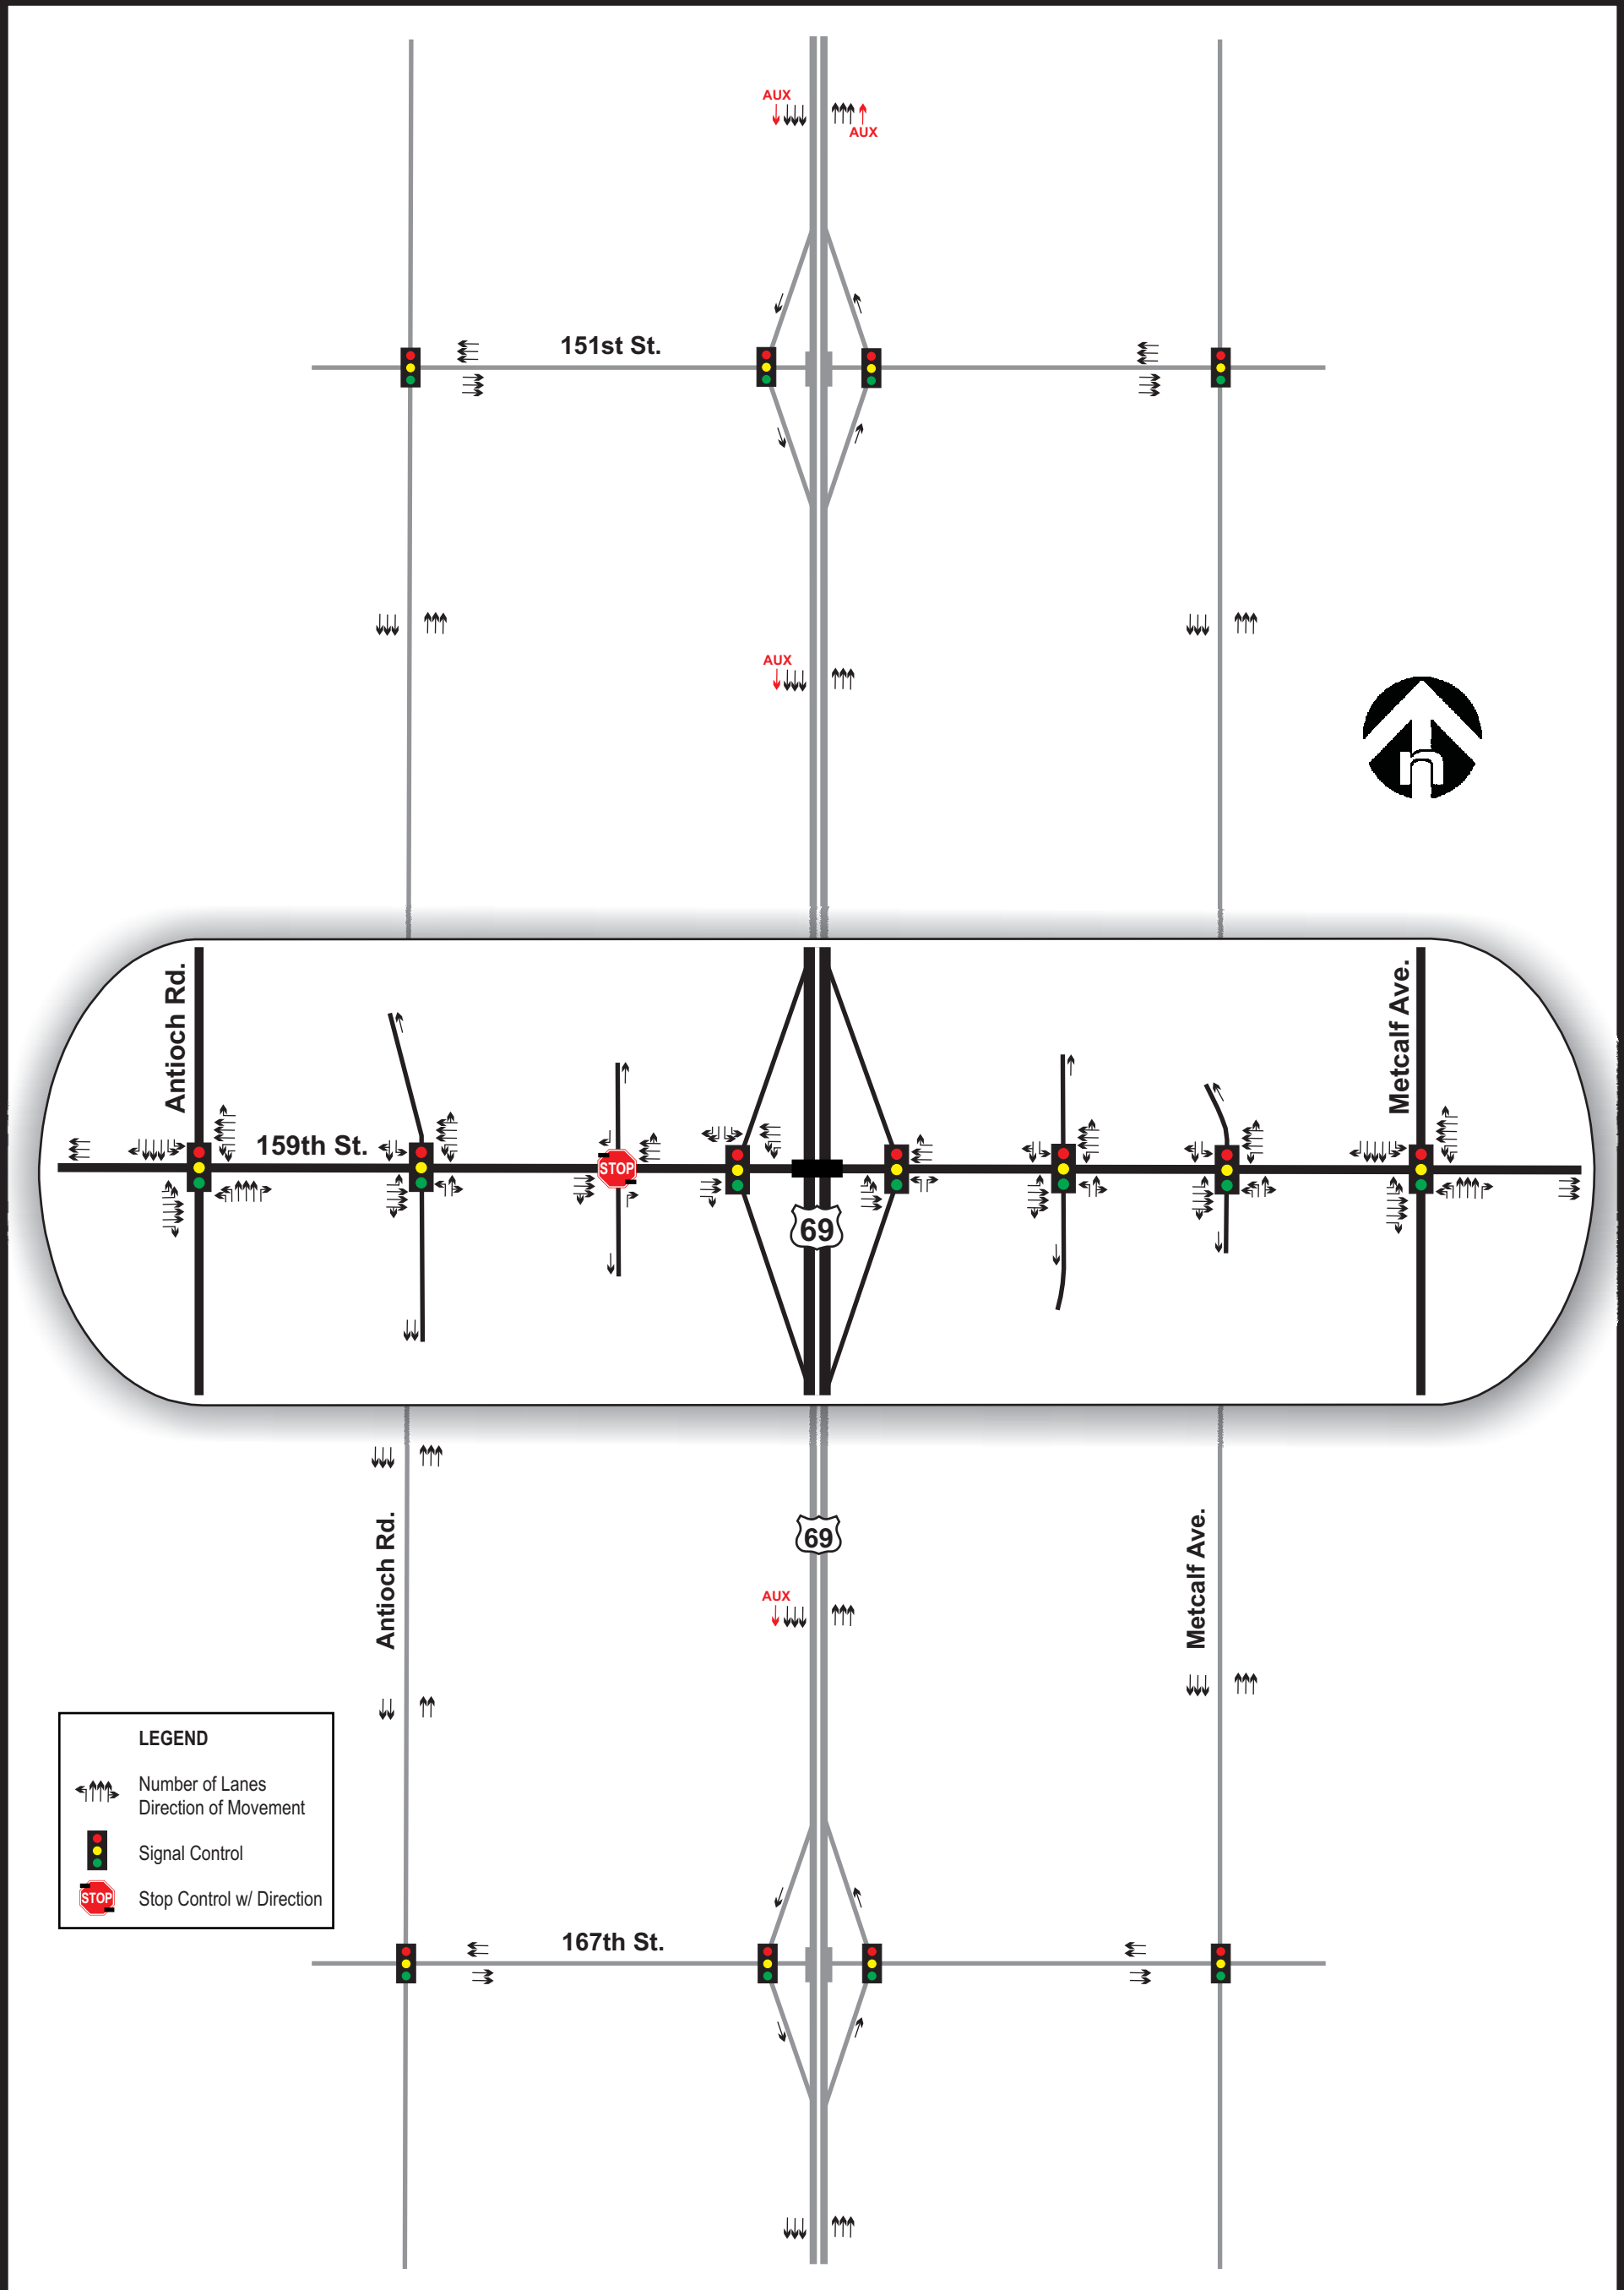 AUX
AUX
151st St.
AUX
n
Antioch Rd.
Metcalf Ave.
159th St.
STOP
69
69
Antioch Rd.
Metcalf Ave.
AUX
LEGEND
Number of Lanes
Direction of Movement
Signal Control
STOP
Stop Control w/ Direction
167th St.